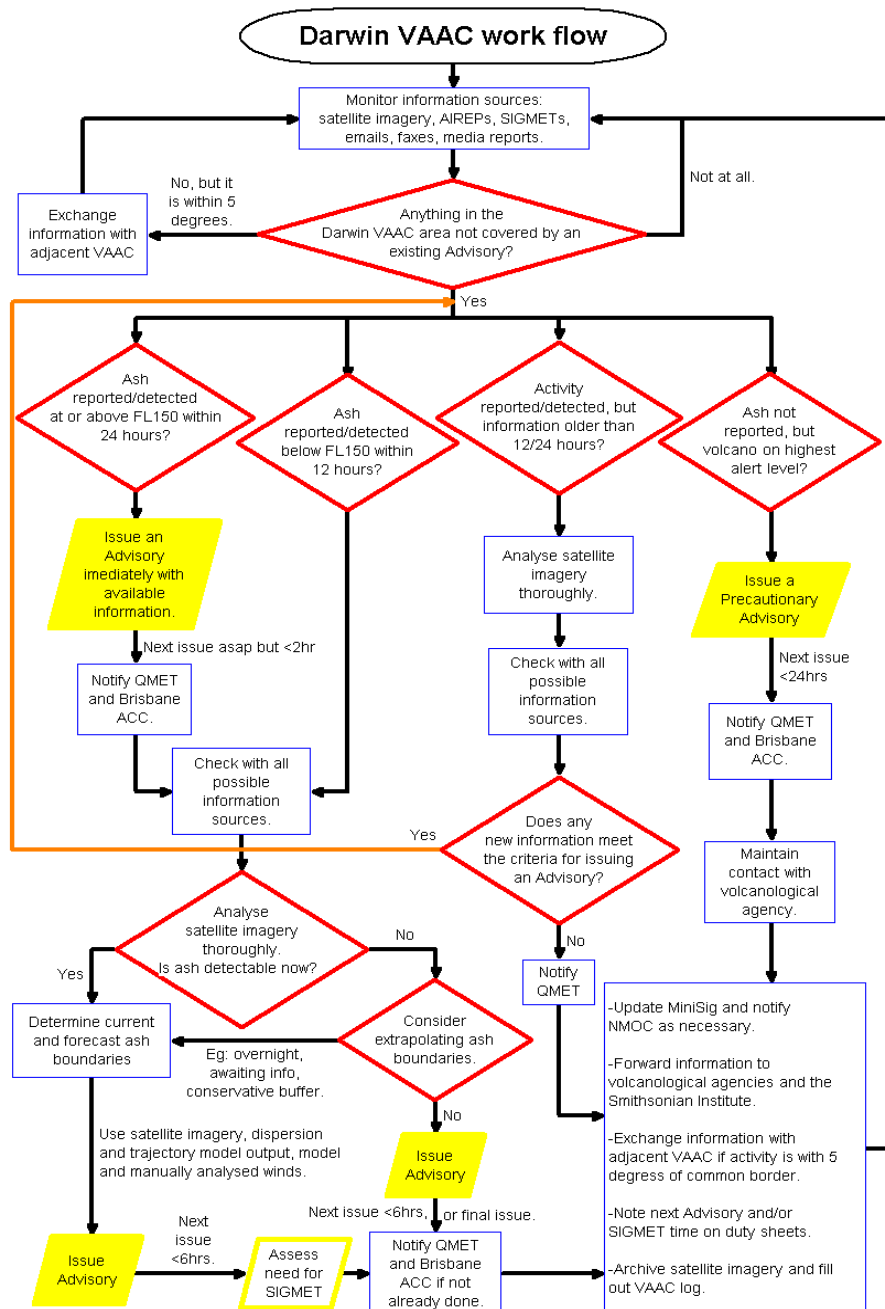 Darwin VAAC work flow
Monitor information sources:
satellite imagery, AIREPs, SIGMETs,
emails, faxes, media reports.
No, but it
is within 5
degrees.
Not at all.
Exchange
information with
adjacent VAAC
Anything in the
Darwin VAAC area not covered by an
existing Advisory?
Yes
Ash
reported/detected
at or above FL150 within
24 hours?
Ash
reported/detected
below FL150 within
12 hours?
Activity
reported/detected, but
information older than
12/24 hours?
Ash not
reported, but
volcano on highest
alert level?
Issue an
Advisory
imediately with
available
information.
Analyse satellite
imagery
thoroughly.
Issue a
Precautionary
Advisory
Next issue asap but <2hr
Next issue
<24hrs
Notify QMET
and Brisbane
ACC.
Check with all
possible
information
sources.
Notify QMET
and Brisbane
ACC.
Check with all
possible
information
sources.
Yes
Does any
new information meet
the criteria for issuing
an Advisory?
Maintain
contact with
volcanological
agency.
Analyse
satellite imagery
thoroughly.
Is ash detectable now?
No
Yes
No
Notify
QMET
Determine current
and forecast ash
boundaries
Consider
extrapolating ash
boundaries.
Eg: overnight,
awaiting info,
conservative buffer.
No
Use satellite imagery, dispersion
and trajectory model output, model
and manually analysed winds.
Issue
Advisory
Next issue <6hrs, or final issue.
Next
issue
<6hrs.
Issue
Advisory
Assess
need for
SIGMET
Notify QMET
and Brisbane
ACC if not
already done.
-Update MiniSig and notify
NMOC as necessary.
-Forward information to
volcanological agencies and the
Smithsonian Institute.
-Exchange information with
adjacent VAAC if activity is with 5
degress of common border.
-Note next Advisory and/or
SIGMET time on duty sheets.
-Archive satellite imagery and fill
out VAAC log.